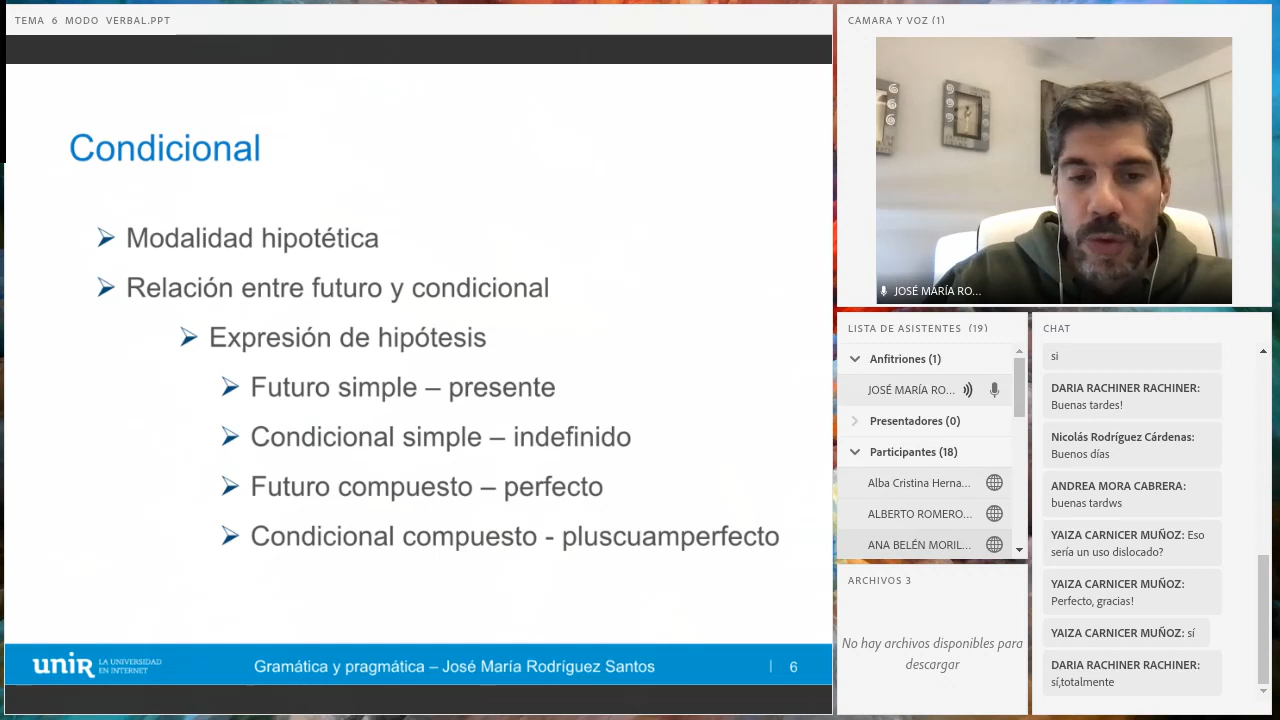 TEMA 6 MODO VERBAL.PPT
Condicional
Modalidad hipotética
Relación entre futuro y condicional
Expresión de hipótesis
Futuro simple – presente
Condicional simple – indefinido
Futuro compuesto – perfecto
Condicional compuesto - pluscuamperfecto
unir LA UNIVERSIDAD
EN INTERNET
Gramática y pragmática – José María Rodríguez Santos
6
CAMARA Y VOZ (1)
JOSÉ MARÍA RO...
LISTA DE ASISTENTES (19)
Anfitriones (1)
JOSÉ MARÍA RO...
Presentadores (0)
Participantes (18)
Alba Cristina Herna...
ALBERTO ROMERO...
ANA BELÉN MORIL...
ARCHIVOS 3
No hay archivos disponibles para
descargar
CHAT
si
DARIA RACHINER RACHINER:
Buenas tardes!
Nicolás Rodríguez Cárdenas:
Buenos días
ANDREA MORA CABRERA:
buenas tardws
YAIZA CARNICER MUÑOZ: Eso
sería un uso dislocado?
YAIZA CARNICER MUÑOZ:
Perfecto, gracias!
YAIZA CARNICER MUÑOZ: sí
DARIA RACHINER RACHINER:
sí,totalmente